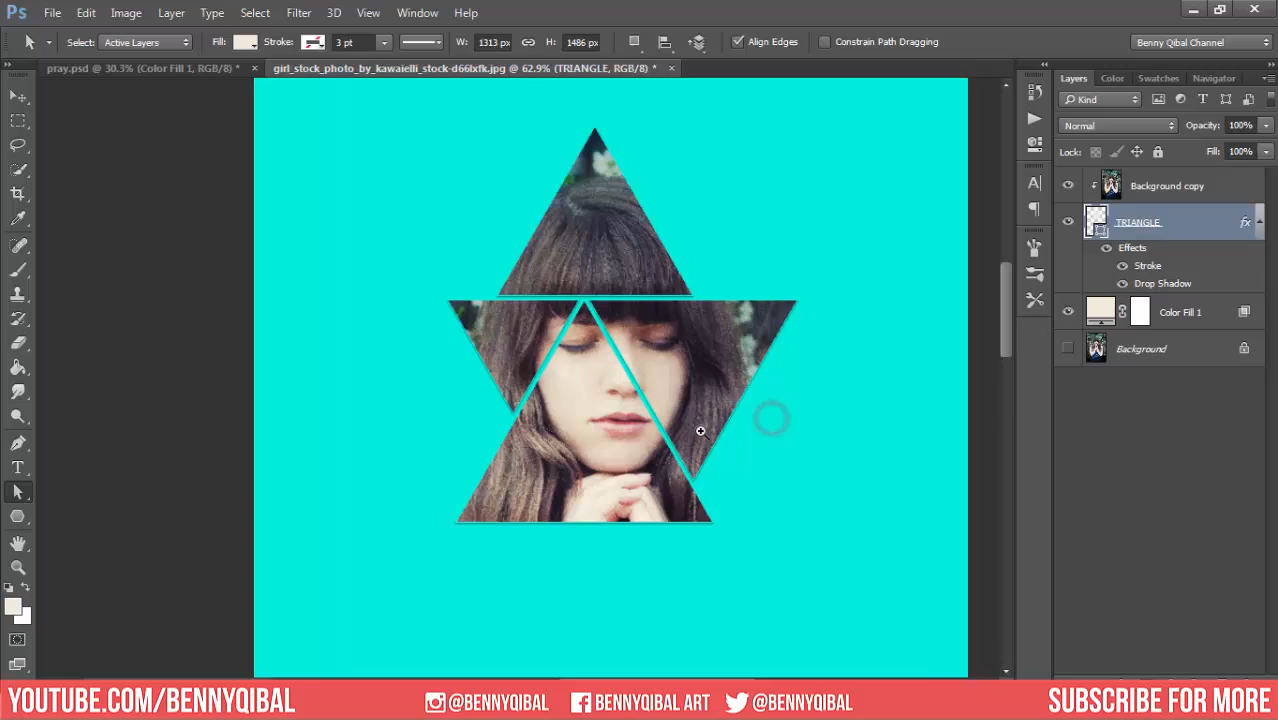 Ps File Edit Image Layer Type Select Filter 3D View Window Help
Select: Active Layers Fill: Stroke: 3 pt W: 1313 px H: 1486 px Align Edges Constrain Path Dragging Benny Qibal Channel
pray.psd @ 30.3% (Color Fill 1, RGB/8) * × girl_stock_photo_by_kawaielli_stock-d66lxfk.jpg @ 62.9% (TRIANGLE, RGB/8) * ×
Layers Color Swatches Navigator
Kind
Normal Opacity: 100%
Lock: Fill: 100%
Background copy
TRIANGLE fx
Effects
Stroke
Drop Shadow
Color Fill 1
Background
YOUTUBE.COM/BENNYQIBAL @BENNYQIBAL BENNYQIBAL ART @BENNYQIBAL SUBSCRIBE FOR MORE